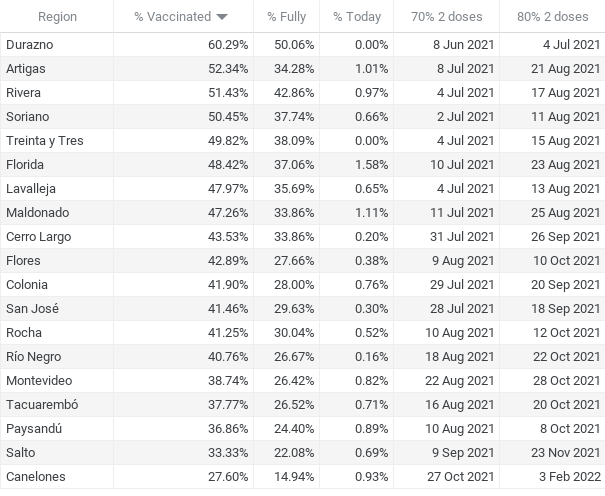 Region % Vaccinated % Fully % Today 70% 2 doses 80% 2 doses
Durazno 60.29% 50.06% 0.00% 8 Jun 2021 4 Jul 2021
Artigas 52.34% 34.28% 1.01% 8 Jul 2021 21 Aug 2021
Rivera 51.43% 42.86% 0.97% 4 Jul 2021 17 Aug 2021
Soriano 50.45% 37.74% 0.66% 2 Jul 2021 11 Aug 2021
Treinta y Tres 49.82% 38.09% 0.00% 4 Jul 2021 15 Aug 2021
Florida 48.42% 37.06% 1.58% 10 Jul 2021 23 Aug 2021
Lavalleja 47.97% 35.69% 0.65% 4 Jul 2021 13 Aug 2021
Maldonado 47.26% 33.86% 1.11% 11 Jul 2021 25 Aug 2021
Cerro Largo 43.53% 33.86% 0.20% 31 Jul 2021 26 Sep 2021
Flores 42.89% 27.66% 0.38% 9 Aug 2021 10 Oct 2021
Colonia 41.90% 28.00% 0.76% 29 Jul 2021 20 Sep 2021
San José 41.46% 29.63% 0.30% 28 Jul 2021 18 Sep 2021
Rocha 41.25% 30.04% 0.52% 10 Aug 2021 12 Oct 2021
Río Negro 40.76% 26.67% 0.16% 18 Aug 2021 22 Oct 2021
Montevideo 38.74% 26.42% 0.82% 22 Aug 2021 28 Oct 2021
Tacuarembó 37.77% 26.52% 0.71% 16 Aug 2021 20 Oct 2021
Paysandú 36.86% 24.40% 0.89% 10 Aug 2021 8 Oct 2021
Salto 33.33% 22.08% 0.69% 9 Sep 2021 23 Nov 2021
Canelones 27.60% 14.94% 0.93% 27 Oct 2021 3 Feb 2022